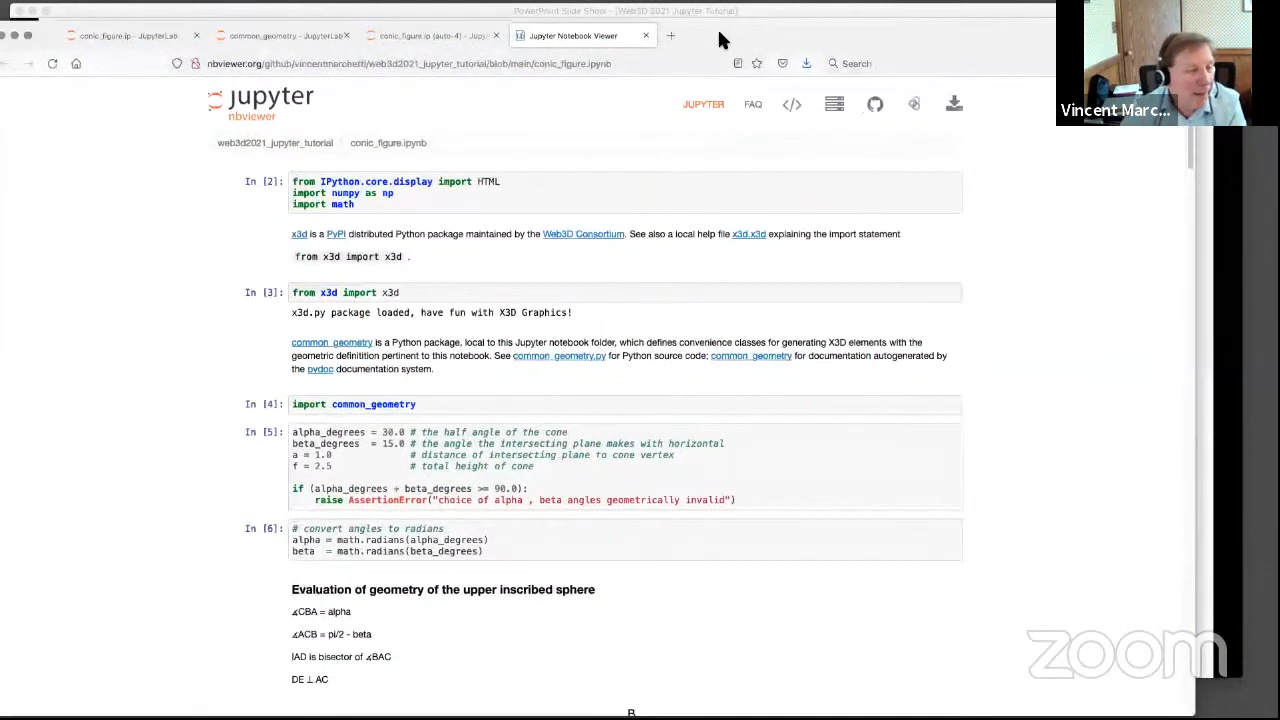 PowerPoint Slide Show - [Web3D 2021 Jupyter Tutorial]
conic_figure.ip - JupyterLab
common_geometry - JupyterLab
conic_figure.ip (auto-4) - Jupyt
Jupyter Notebook Viewer
nbviewer.org/github/vincentmarchetti/web3d2021_jupyter_tutorial/blob/main/conic_figure.ipynb
Search
Vincent Marc...
jupyter
nbviewer
JUPYTER
FAQ
web3d2021_jupyter_tutorial
conic_figure.ipynb
In [2]:
from IPython.core.display import HTML
import numpy as np
import math
x3d is a PyPI distributed Python package maintained by the Web3D Consortium. See also a local help file x3d.x3d explaining the import statement
from x3d import x3d .
In [3]:
from x3d import x3d
x3d.py package loaded, have fun with X3D Graphics!
common_geometry is a Python package, local to this Jupyter notebook folder, which defines convenience classes for generating X3D elements with the
geometric definitition pertinent to this notebook. See common_geometry.py for Python source code; common_geometry for documentation autogenerated by
the pydoc documentation system.
In [4]:
import common_geometry
In [5]:
alpha_degrees = 30.0 # the half angle of the cone
beta_degrees = 15.0 # the angle the intersecting plane makes with horizontal
a = 1.0 # distance of intersecting plane to cone vertex
f = 2.5 # total height of cone
if (alpha_degrees + beta_degrees >= 90.0):
raise AssertionError("choice of alpha , beta angles geometrically invalid")
In [6]:
# convert angles to radians
alpha = math.radians(alpha_degrees)
beta = math.radians(beta_degrees)
Evaluation of geometry of the upper inscribed sphere
∡CBA = alpha
∡ACB = pi/2 - beta
IAD is bisector of ∡BAC
DE ⊥ AC
B
zoom